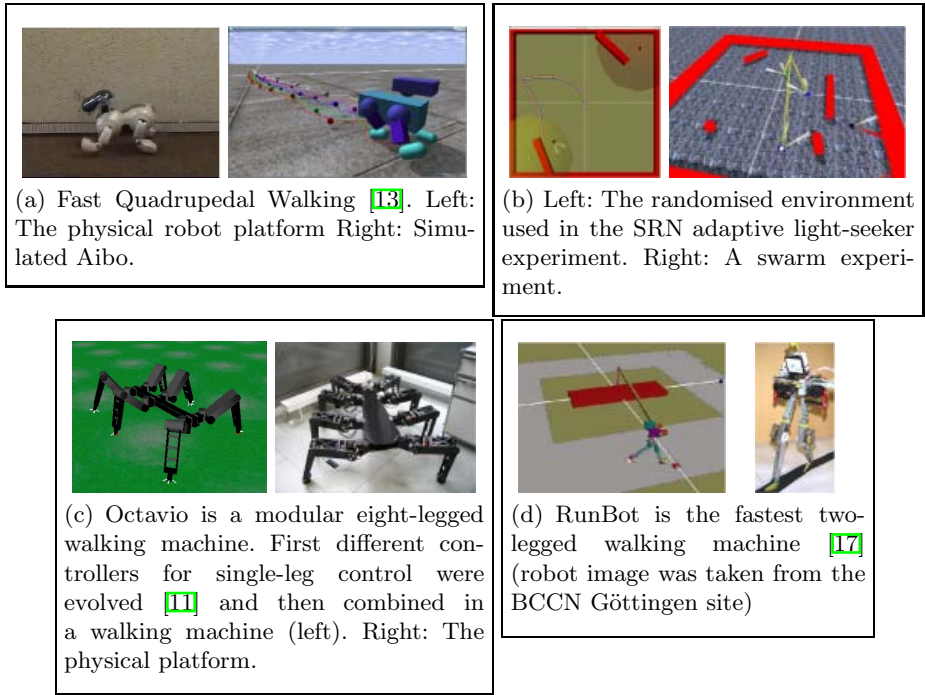 (a) Fast Quadrupedal Walking [13]. Left:
The physical robot platform Right: Simu-
lated Aibo.
(b) Left: The randomised environment
used in the SRN adaptive light-seeker
experiment. Right: A swarm experi-
ment.
(c) Octavio is a modular eight-legged
walking machine. First different con-
trollers for single-leg control were
evolved [11] and then combined in
a walking machine (left). Right: The
physical platform.
(d) RunBot is the fastest two-
legged walking machine [17]
(robot image was taken from the
BCCN Göttingen site)